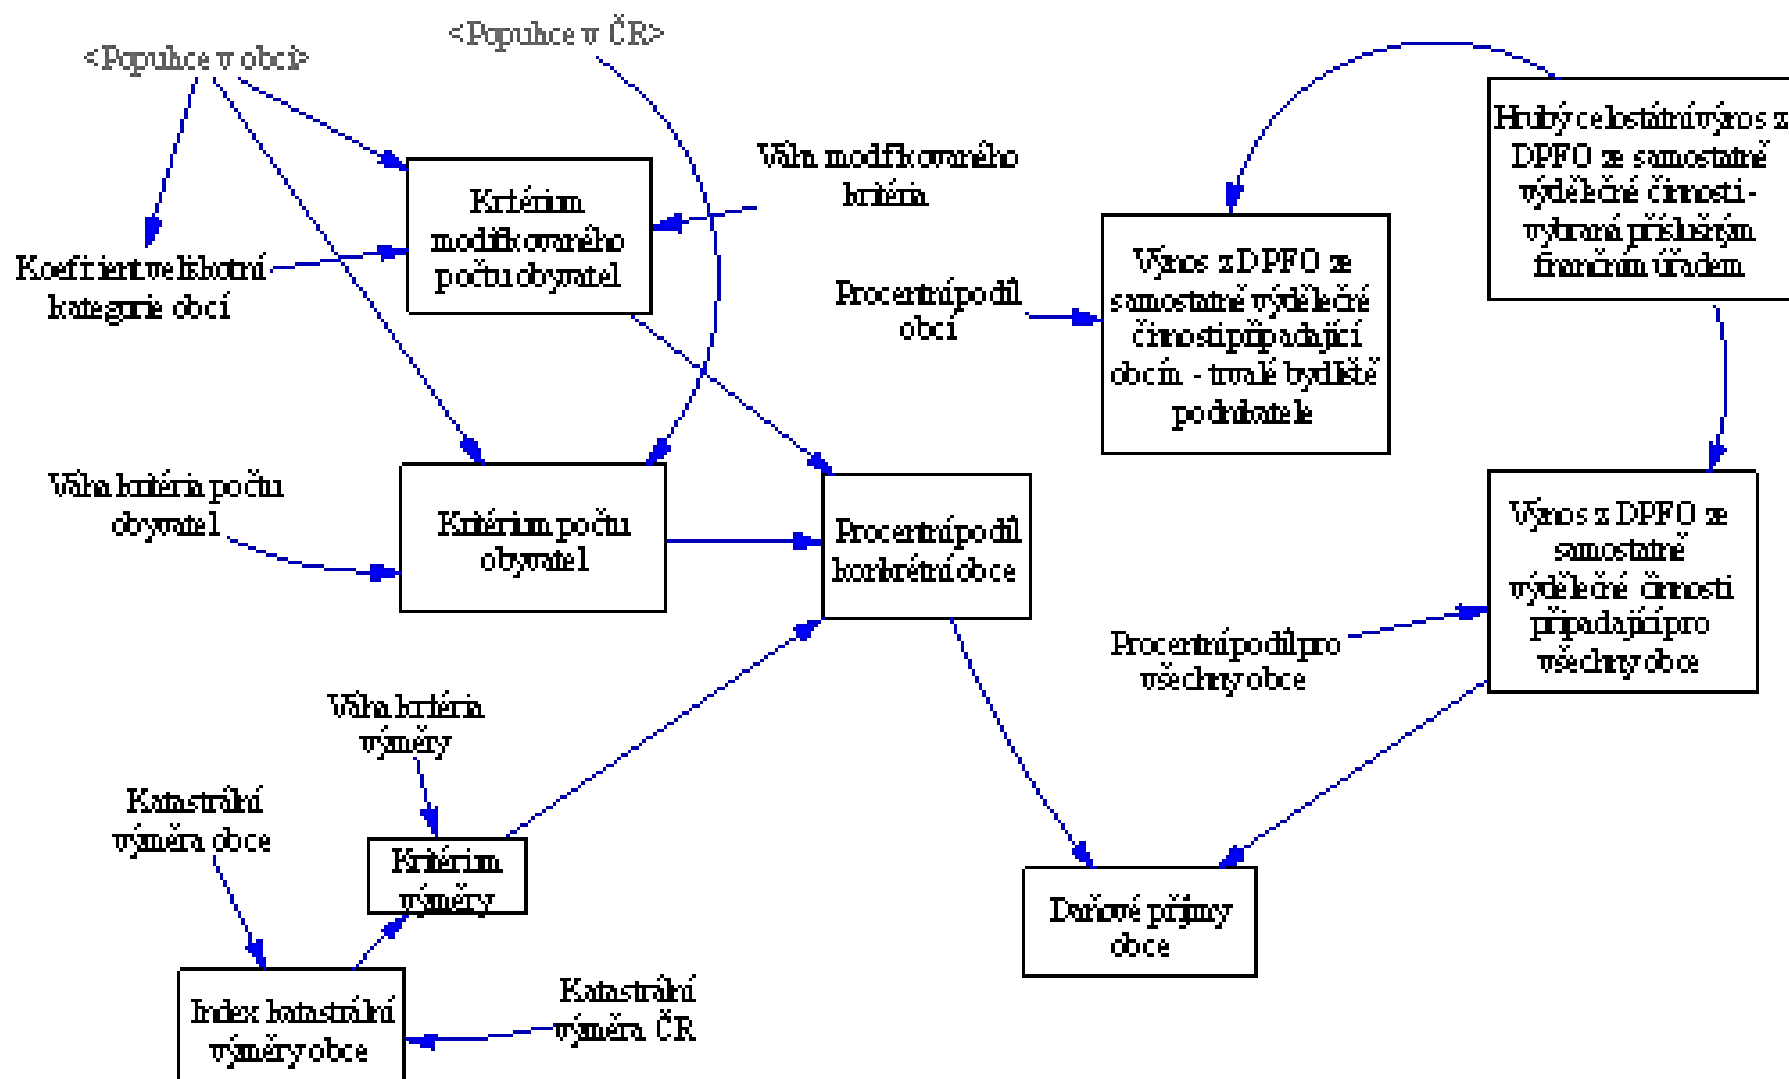 <Populace v obci>
<Populace v ČR>
Váha modifikovaného
kritéria
Kritérium
modifikovaného
počtu obyvatel
Koeficient velikotní
kategorie obcí
Hrubý celostátní výnos z
DPFO ze samostatně
výdělečné činnosti -
vybraná příslušným
finančním úřadem
Výnos z DPFO ze
samostatně výdělečné
činnosti připadající
obcím - trvalé bydliště
podnikatele
Procentní podíl
obcí
Váha kritéria počtu
obyvatel
Kritérium počtu
obyvatel
Procentní podíl
konkrétní obce
Výnos z DPFO ze
samostatně
výdělečné činnosti
připadající pro
všechny obce
Procentní podíl pro
všechny obce
Váha kritéria
výměry
Katastrální
výměra obce
Kritérium
výměry
Daňové příjmy
obce
Index katastrální
výměry obce
Katastrální
výměra ČR